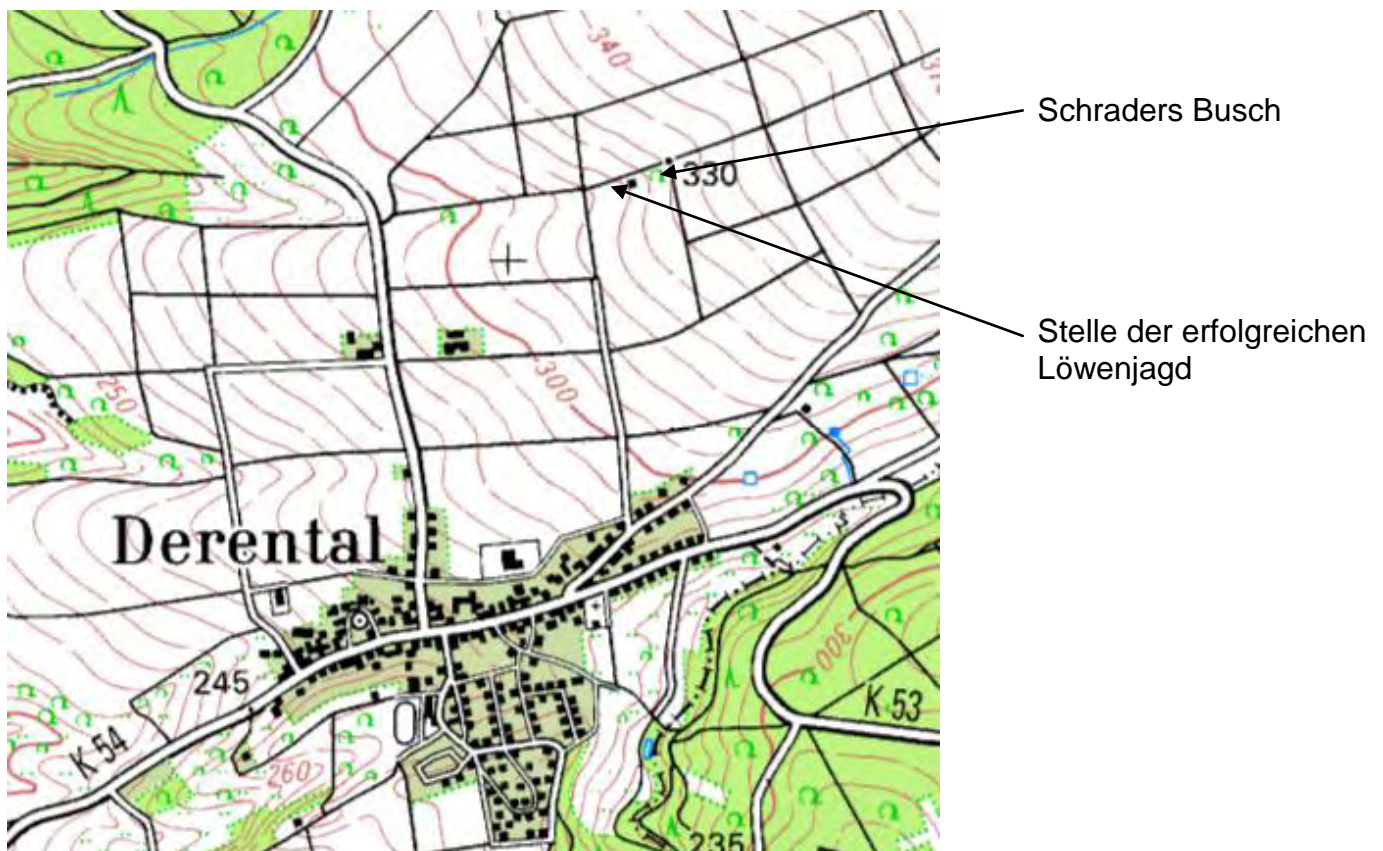 340
Schraders Busch
330
Stelle der erfolgreichen
Löwenjagd
300
250
Derental
300
245
K 53
K 54
260
235